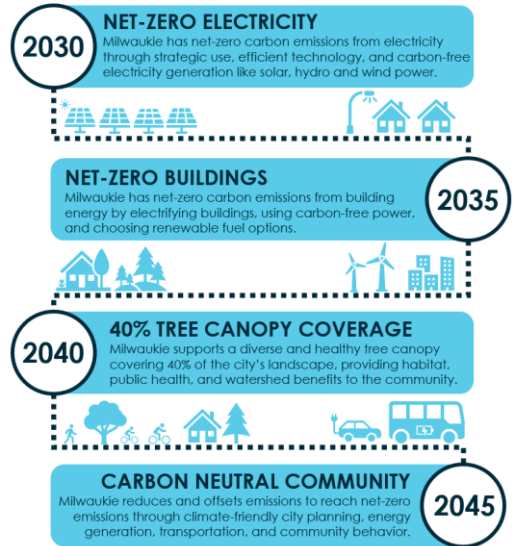 2030
NET-ZERO ELECTRICITY
Milwaukie has net-zero carbon emissions from electricity
through strategic use, efficient technology, and carbon-free
electricity generation like solar, hydro and wind power.
NET-ZERO BUILDINGS
Milwaukie has net-zero carbon emissions from building
energy by electrifying buildings, using carbon-free power,
and choosing renewable fuel options.
2035
2040
40% TREE CANOPY COVERAGE
Milwaukie supports a diverse and healthy tree canopy
covering 40% of the city's landscape, providing habitat,
public health, and watershed benefits to the community.
CARBON NEUTRAL COMMUNITY
Milwaukie reduces and offsets emissions to reach net-zero
emissions through climate-friendly city planning, energy
generation, transportation, and community behavior.
2045